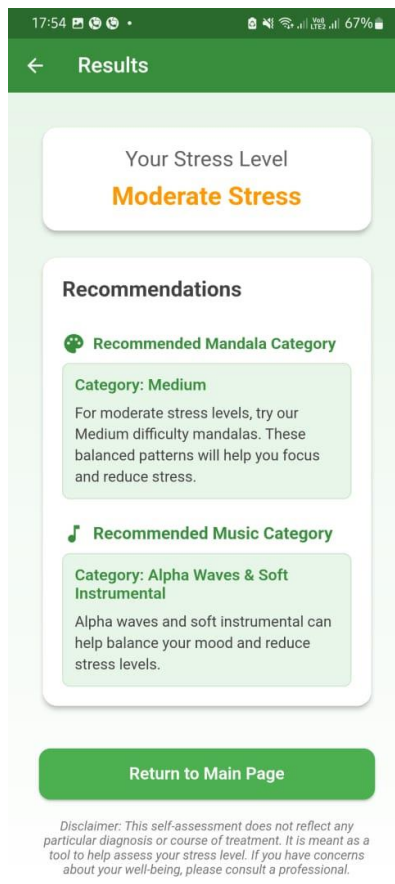 17:54
Voll LTE2 67%
Results
Your Stress Level
Moderate Stress
Recommendations
Recommended Mandala Category
Category: Medium
For moderate stress levels, try our
Medium difficulty mandalas. These
balanced patterns will help you focus
and reduce stress.
Recommended Music Category
Category: Alpha Waves & Soft
Instrumental
Alpha waves and soft instrumental can
help balance your mood and reduce
stress levels.
Return to Main Page
Disclaimer: This self-assessment does not reflect any
particular diagnosis or course of treatment. It is meant as a
tool to help assess your stress level. If you have concerns
about your well-being, please consult a professional.